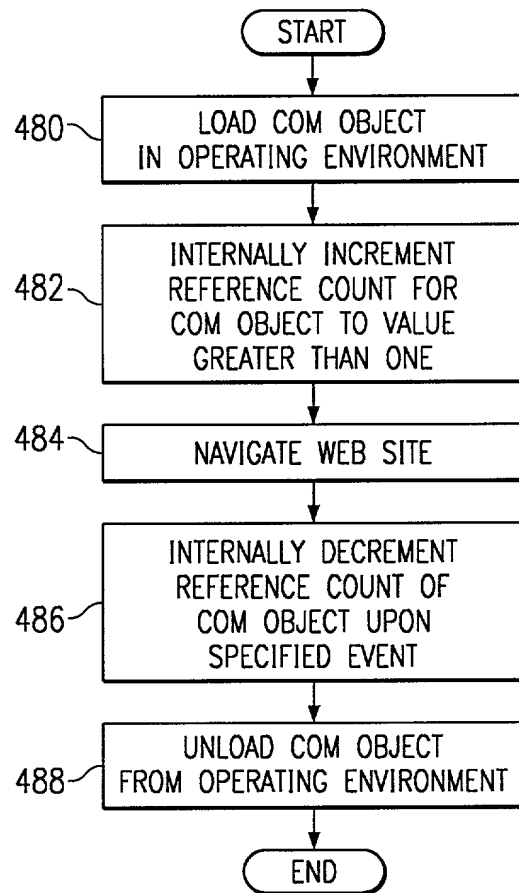 START
480
LOAD COM OBJECT
IN OPERATING ENVIRONMENT
482
INTERNALLY INCREMENT
REFERENCE COUNT FOR
COM OBJECT TO VALUE
GREATER THAN ONE
484
NAVIGATE WEB SITE
486
INTERNALLY DECREMENT
REFERENCE COUNT OF
COM OBJECT UPON
SPECIFIED EVENT
488
UNLOAD COM OBJECT
FROM OPERATING ENVIRONMENT
END